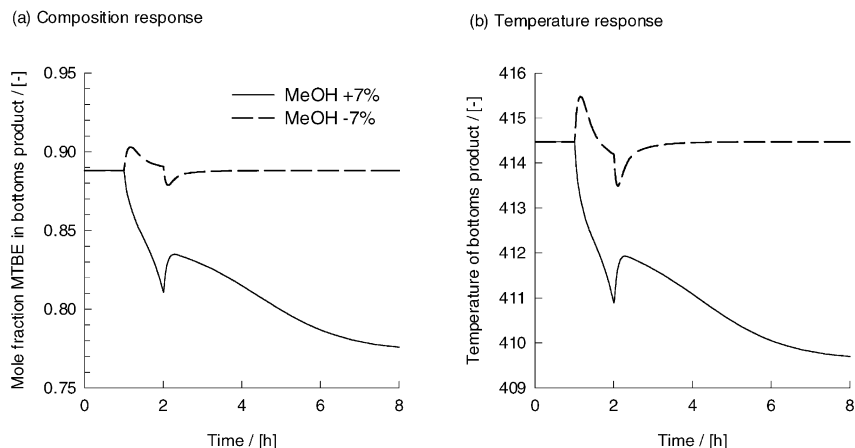 (a) Composition response
Mole fraction MTBE in bottoms product / [-]
0.95
0.90
0.85
0.80
0.75
MeOH +7%
MeOH -7%
0
2
4
6
8
Time / [h]
(b) Temperature response
Temperature of bottoms product / [-]
416
415
414
413
412
411
410
409
0
2
4
6
8
Time / [h]